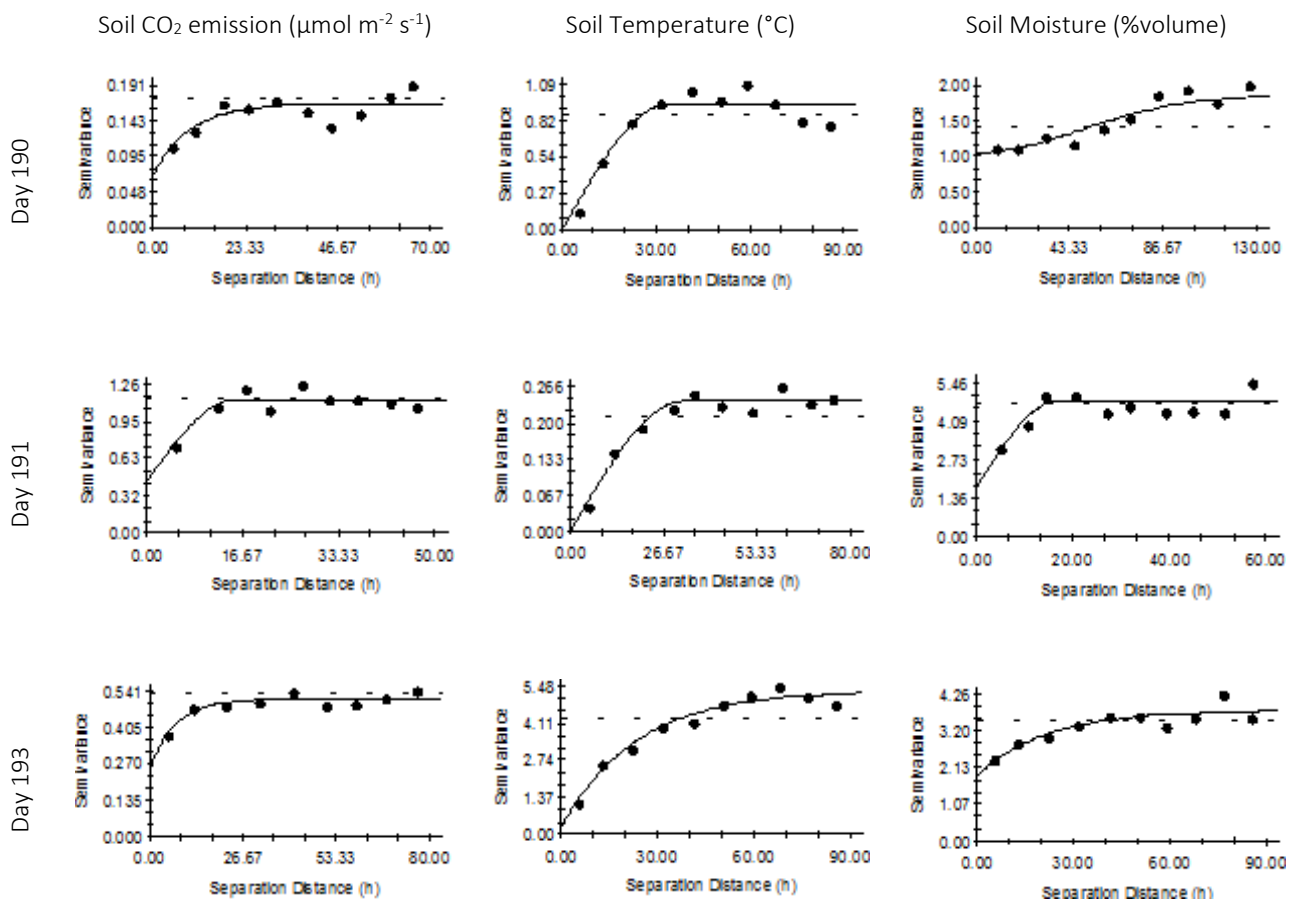 Soil CO₂ emission (µmol m⁻² s⁻¹)
Soil Temperature (°C)
Soil Moisture (%volume)
Day 190
Semivariance
0.191
0.143
0.095
0.048
0.000
0.00 23.33 46.67 70.00
Separation Distance (h)
Semivariance
1.09
0.82
0.54
0.27
0.00
0.00 30.00 60.00 90.00
Separation Distance (h)
Semivariance
2.00
1.50
1.00
0.50
0.00
0.00 43.33 86.67 130.00
Separation Distance (h)
Day 191
Semivariance
1.26
0.95
0.63
0.32
0.00
0.00 16.67 33.33 50.00
Separation Distance (h)
Semivariance
0.266
0.200
0.133
0.067
0.000
0.00 26.67 53.33 80.00
Separation Distance (h)
Semivariance
5.46
4.09
2.73
1.36
0.00
0.00 20.00 40.00 60.00
Separation Distance (h)
Day 193
Semivariance
0.541
0.405
0.270
0.135
0.000
0.00 26.67 53.33 80.00
Separation Distance (h)
Semivariance
5.48
4.11
2.74
1.37
0.00
0.00 30.00 60.00 90.00
Separation Distance (h)
Semivariance
4.26
3.20
2.13
1.07
0.00
0.00 30.00 60.00 90.00
Separation Distance (h)